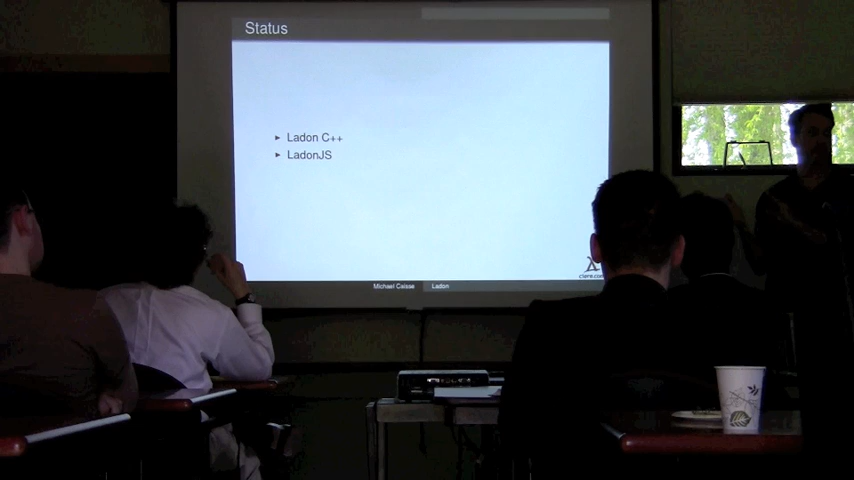 Status
▸ Ladon C++
▸ LadonJS
ciere.com
Michael Caisse
Ladon